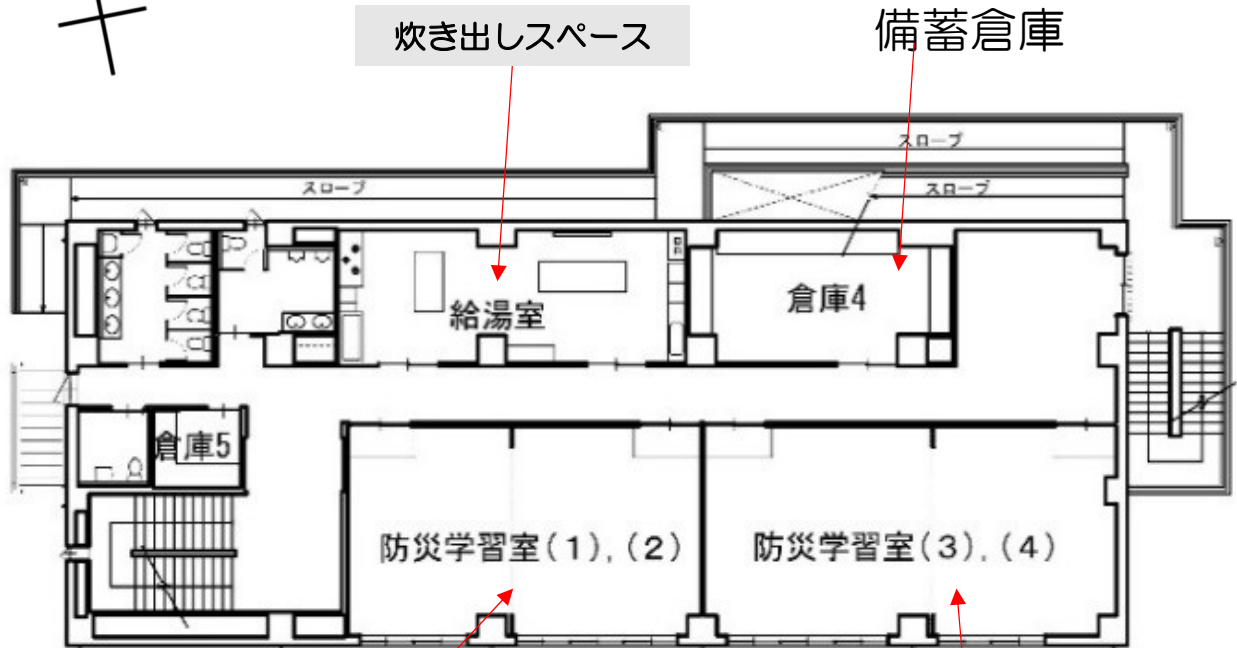 炊き出しスペース
備蓄倉庫
スロープ
スロープ
スロープ
給湯室
倉庫4
倉庫5
防災学習室(1),(2)
防災学習室(3),(4)